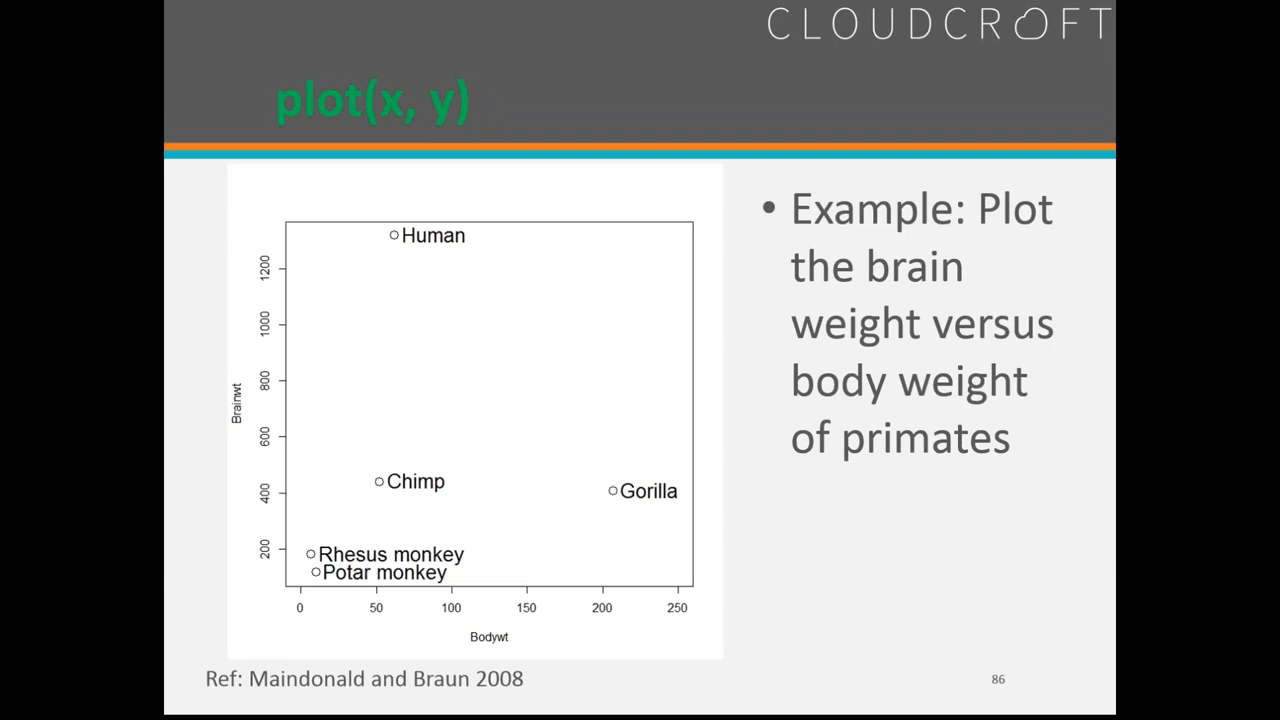 CLOUDCROFT
plot(x, y)
Human
Chimp
Gorilla
Rhesus monkey
Potar monkey
Brainwt
1200
1000
800
600
400
200
0 50 100 150 200 250
Bodywt
• Example: Plot
the brain
weight versus
body weight
of primates
Ref: Maindonald and Braun 2008
86